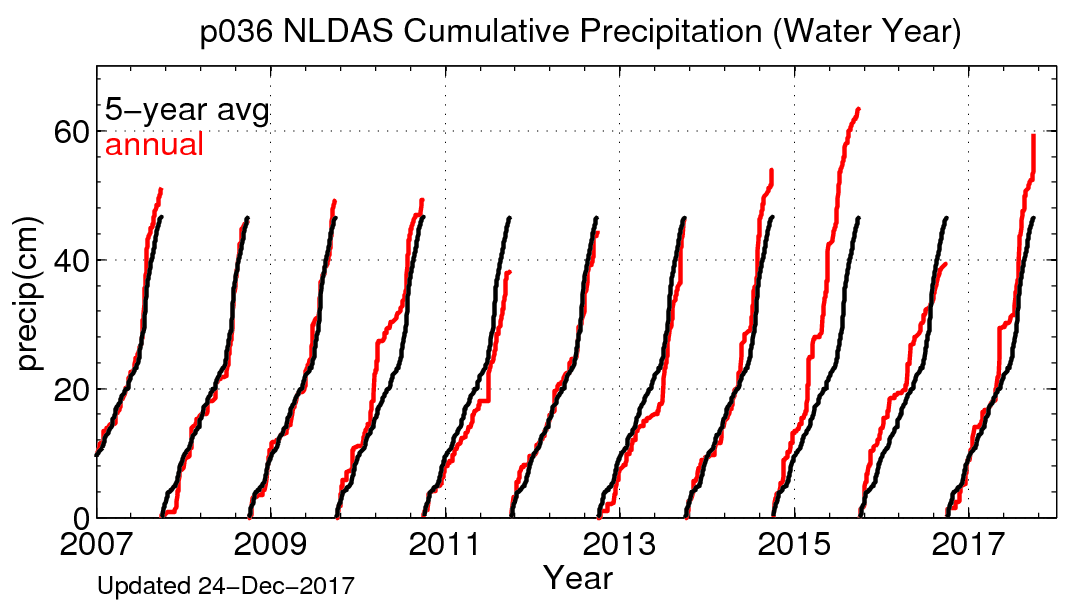 p036 NLDAS Cumulative Precipitation (Water Year)
5−year avg
annual
60
40
20
0
precip(cm)
2007 2009 2011 2013 2015 2017
Year
Updated 24−Dec−2017